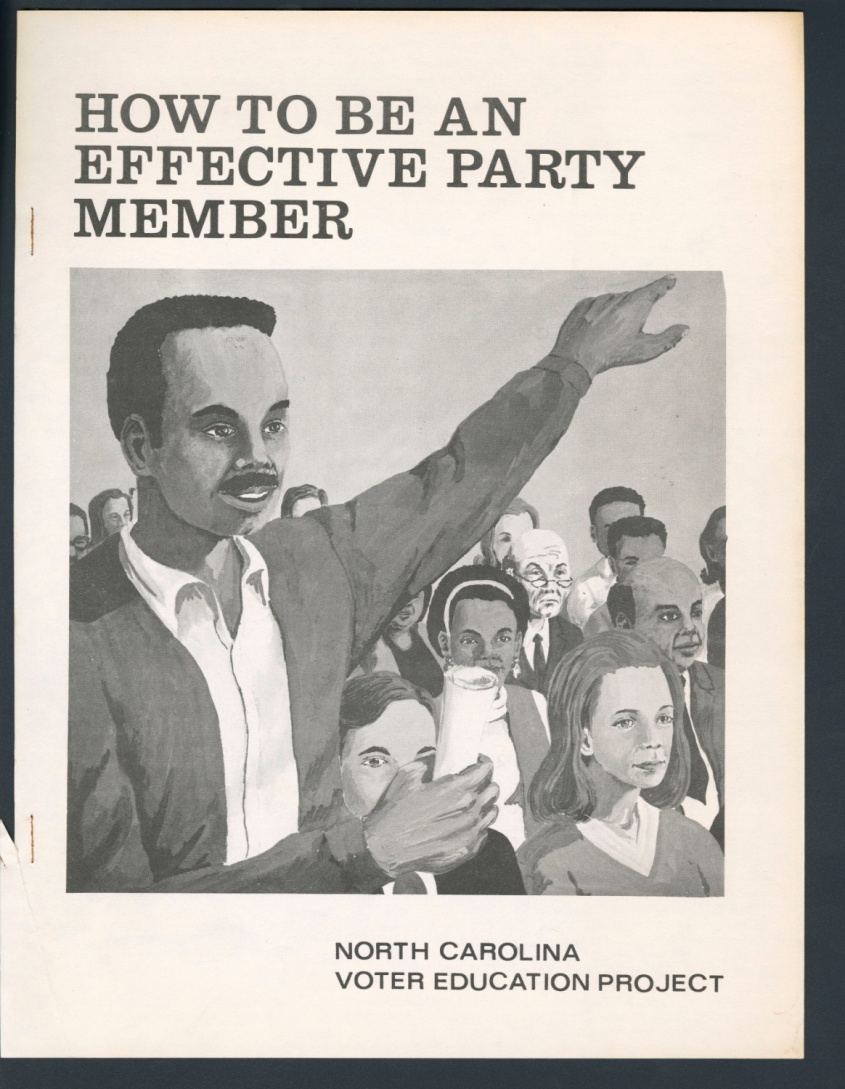 HOW TO BE AN
EFFECTIVE PARTY
MEMBER
NORTH CAROLINA
VOTER EDUCATION PROJECT